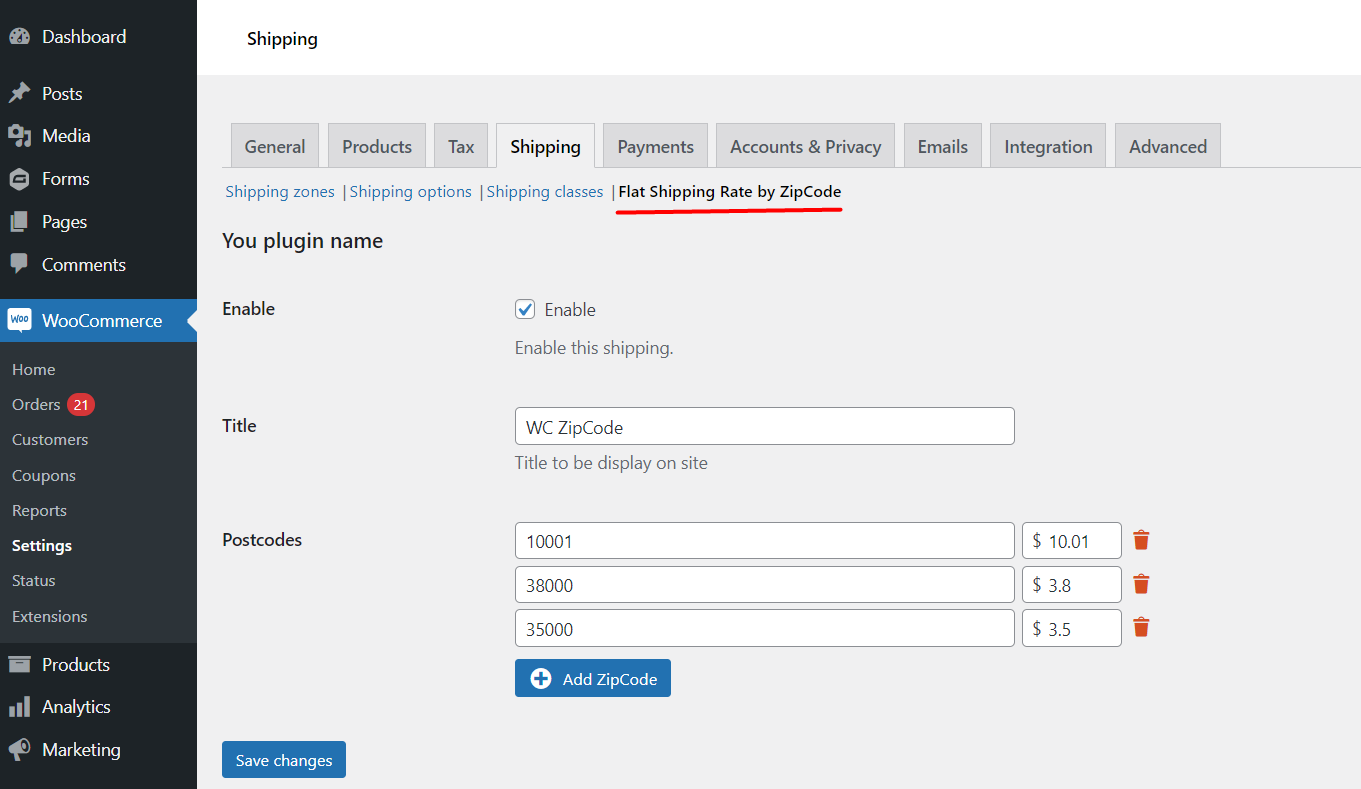 Dashboard
Posts
Media
Forms
Pages
Comments
Woo WooCommerce
Home
Orders 21
Customers
Coupons
Reports
Settings
Status
Extensions
Products
Analytics
Marketing
Shipping
General Products Tax Shipping Payments Accounts & Privacy Emails Integration Advanced
Shipping zones | Shipping options | Shipping classes | Flat Shipping Rate by ZipCode
You plugin name
Enable Enable
Enable this shipping.
Title WC ZipCode
Title to be display on site
Postcodes 10001 $ 10.01
38000 $ 3.8
35000 $ 3.5
Add ZipCode
Save changes